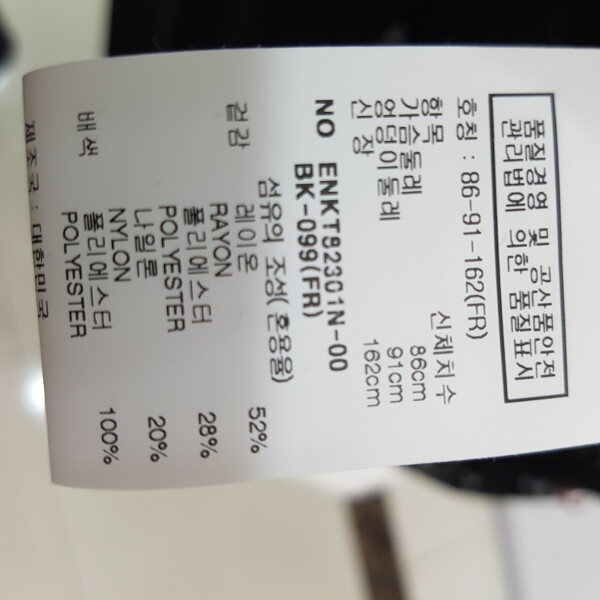 품질경영 및 공산품안전
관리법에 의한 품질표시
호칭 : 86-91-162(FR)
항목 신체치수
가슴둘레 86cm
엉덩이둘레 91cm
신 장 162cm
NO ENKT82301N-00
BK-099(FR)
섬유의 조성(혼용율)
겉감 레이온 52%
RAYON
폴리에스터 28%
POLYESTER
나일론 20%
NYLON
배색 폴리에스터 100%
POLYESTER
제조국 : 대한민국